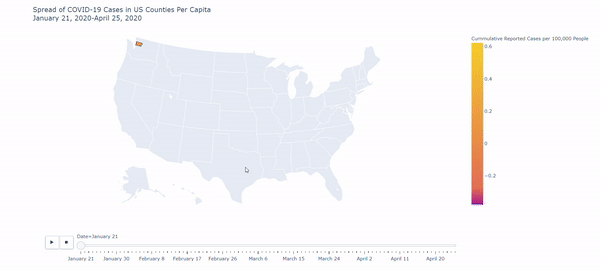 Spread of COVID-19 Cases in US Counties Per Capita
January 21, 2020-April 25, 2020
Cummulative Reported Cases per 100,000 People
0.6
0.4
0.2
0
−0.2
Date=January 21
January 21 January 30 February 8 February 17 February 26 March 6 March 15 March 24 April 2 April 11 April 20